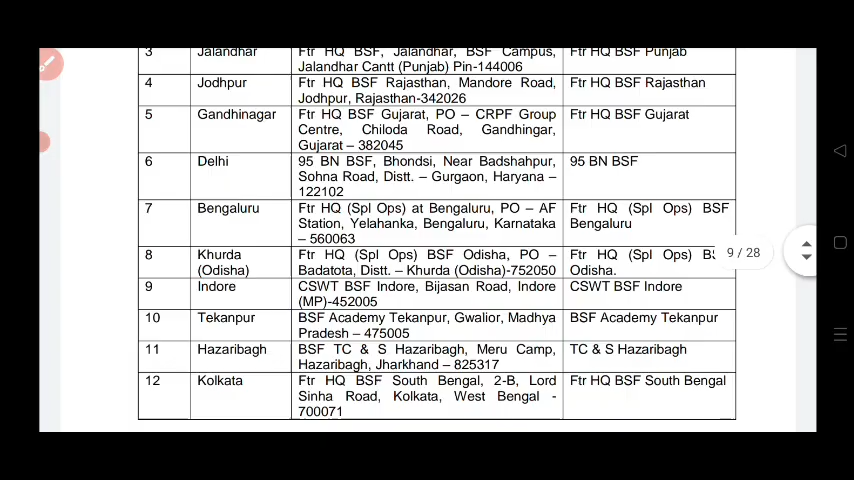 3 Jalandhar Ftr HQ BSF, Jalandhar, BSF Campus, Ftr HQ BSF Punjab
Jalandhar Cantt (Punjab) Pin-144006
4 Jodhpur Ftr HQ BSF Rajasthan, Mandore Road, Ftr HQ BSF Rajasthan
Jodhpur, Rajasthan-342026
5 Gandhinagar Ftr HQ BSF Gujarat, PO – CRPF Group Ftr HQ BSF Gujarat
Centre, Chiloda Road, Gandhingar,
Gujarat – 382045
6 Delhi 95 BN BSF, Bhondsi, Near Badshahpur, 95 BN BSF
Sohna Road, Distt. – Gurgaon, Haryana –
122102
7 Bengaluru Ftr HQ (Spl Ops) at Bengaluru, PO – AF Ftr HQ (Spl Ops) BSF
Station, Yelahanka, Bengaluru, Karnataka Bengaluru
– 560063
8 Khurda Ftr HQ (Spl Ops) BSF Odisha, PO – Ftr HQ (Spl Ops)
(Odisha) Badatota, Distt. – Khurda (Odisha)-752050 Odisha.
9 / 28
9 Indore CSWT BSF Indore, Bijasan Road, Indore CSWT BSF Indore
(MP)-452005
10 Tekanpur BSF Academy Tekanpur, Gwalior, Madhya BSF Academy Tekanpur
Pradesh – 475005
11 Hazaribagh BSF TC & S Hazaribagh, Meru Camp, TC & S Hazaribagh
Hazaribagh, Jharkhand – 825317
12 Kolkata Ftr HQ BSF South Bengal, 2-B, Lord Ftr HQ BSF South Bengal
Sinha Road, Kolkata, West Bengal -
700071